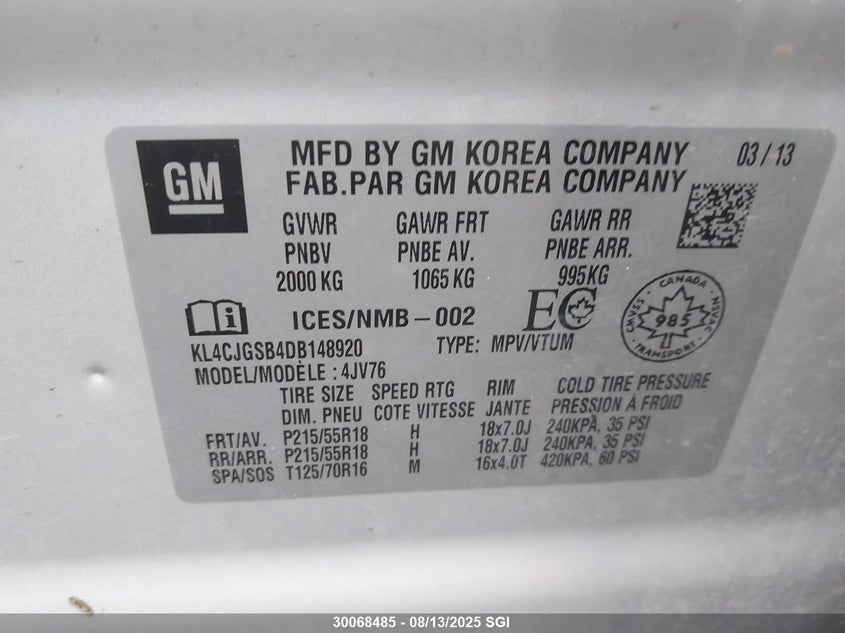 GM
MFD BY GM KOREA COMPANY 03/13
FAB.PAR GM KOREA COMPANY
GVWR GAWR FRT GAWR RR
PNBV PNBE AV. PNBE ARR.
2000 KG 1065 KG 995KG
ICES/NMB-002 EC
CANADA
CMVSS 985 NSVAC
TRANSPORT
KL4CJGSB4DB148920 TYPE: MPV/VTUM
MODEL/MODÈLE : 4JV76
TIRE SIZE SPEED RTG RIM COLD TIRE PRESSURE
DIM. PNEU COTE VITESSE JANTE PRESSION À FROID
FRT/AV. P215/55R18 H 18x7.0J 240KPA, 35 PSI
RR/ARR. P215/55R18 H 18x7.0J 240KPA, 35 PSI
SPA/SOS T125/70R16 M 16x4.0T 420KPA, 60 PSI
30068485 - 08/13/2025 SGI